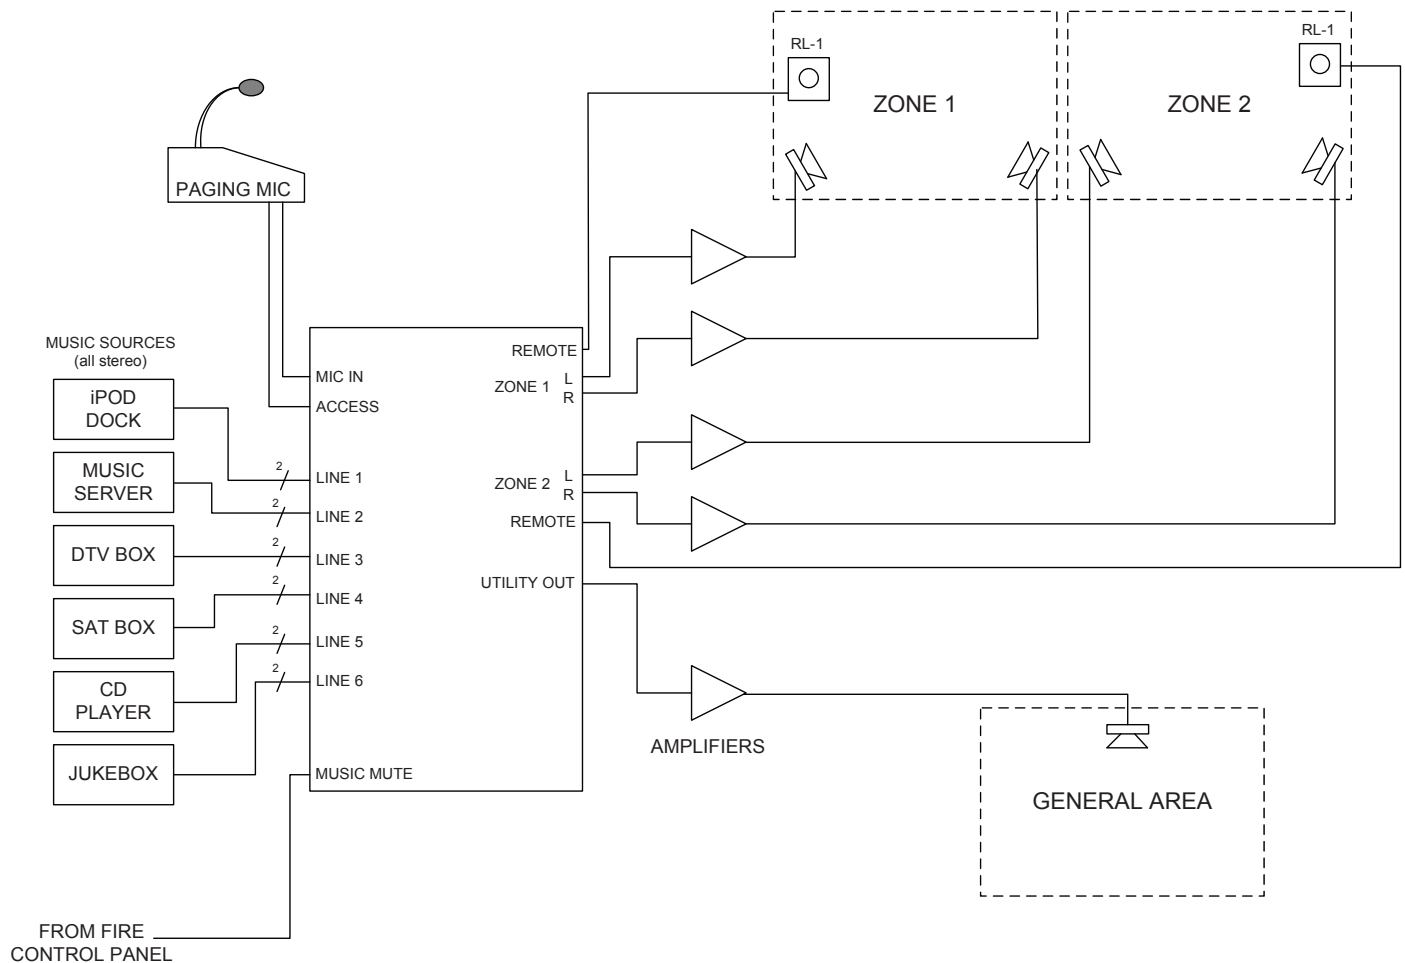 RL-1
RL-1
ZONE 1
ZONE 2
PAGING MIC
MUSIC SOURCES
(all stereo)
iPOD
DOCK
MUSIC
SERVER
DTV BOX
SAT BOX
CD
PLAYER
JUKEBOX
2
2
2
2
2
2
MIC IN
ACCESS
LINE 1
LINE 2
LINE 3
LINE 4
LINE 5
LINE 6
MUSIC MUTE
REMOTE
ZONE 1
L
R
ZONE 2
L
R
REMOTE
UTILITY OUT
AMPLIFIERS
GENERAL AREA
FROM FIRE
CONTROL PANEL